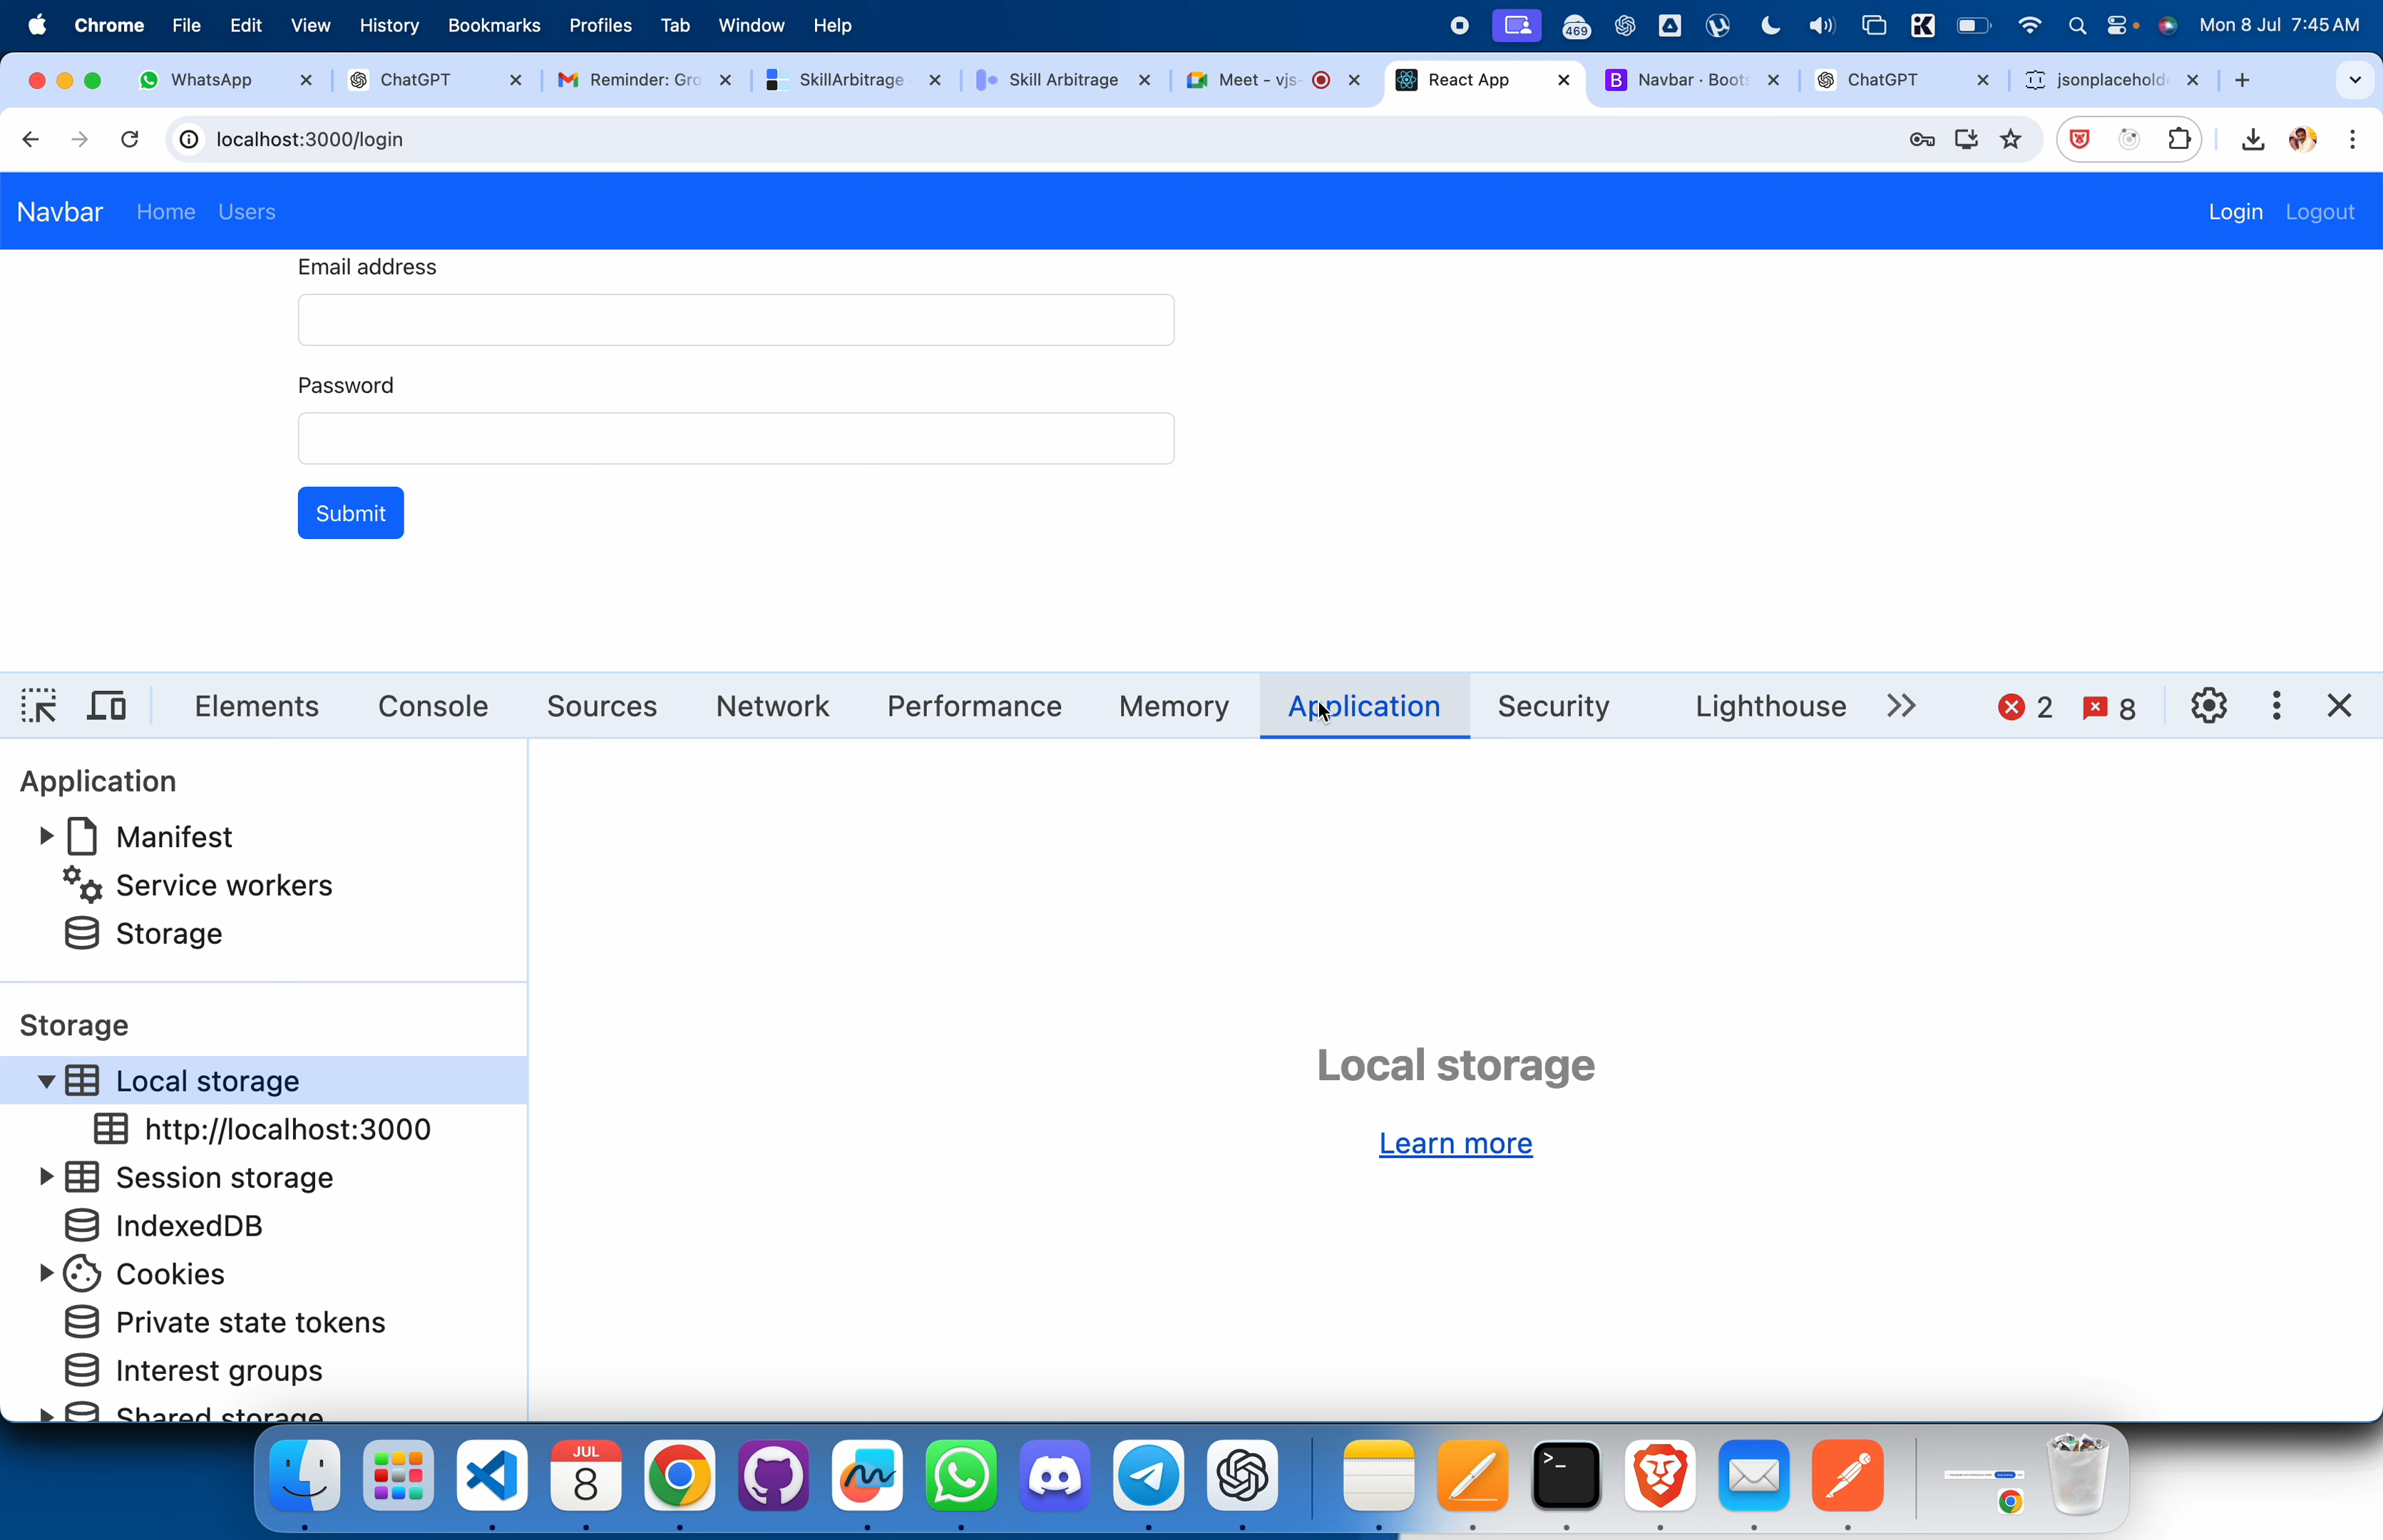 Chrome File Edit View History Bookmarks Profiles Tab Window Help 469 Mon 8 Jul 7:45 AM
WhatsApp ChatGPT Reminder: Gro SkillArbitrage Skill Arbitrage Meet - vjs- React App Navbar · Boots ChatGPT jsonplacehold
localhost:3000/login
Navbar Home Users Login Logout
Email address
Password
Submit
Elements Console Sources Network Performance Memory Application Security Lighthouse 2 8
Application
Manifest
Service workers
Storage
Storage
Local storage
http://localhost:3000
Session storage
IndexedDB
Cookies
Private state tokens
Interest groups
Shared storage
Local storage
Learn more
JUL
8